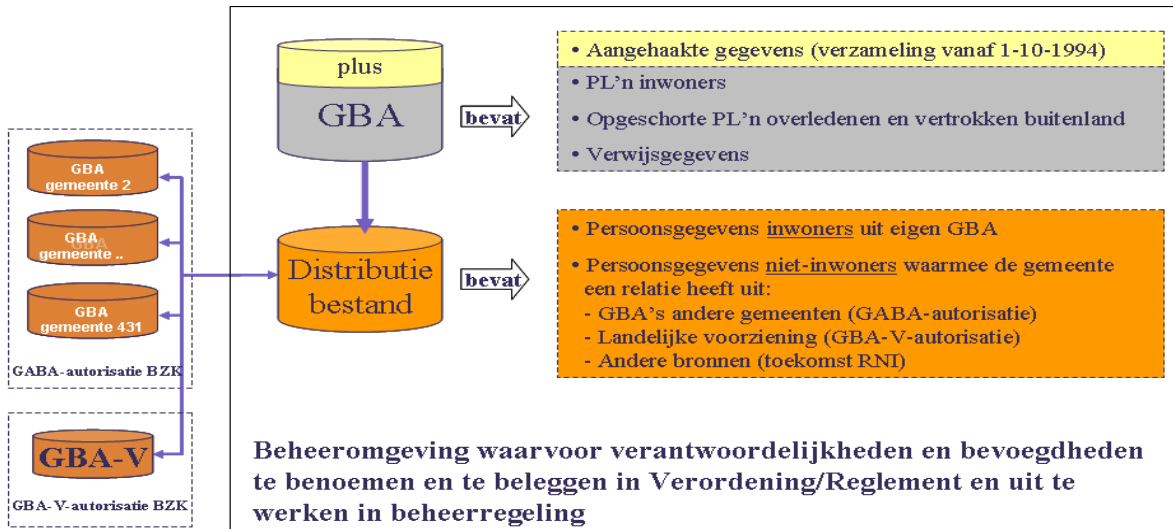 plus
GBA
bevat
• Aangehaakte gegevens (verzameling vanaf 1-10-1994)
• PL’n inwoners
• Opgeschorte PL’n overledenen en vertrokken buitenland
• Verwijsgegevens
GBA
gemeente 2
GBA
GBA
gemeente ..
GBA
gemeente 431
GABA-autorisatie BZK
GBA-V
GBA-V-autorisatie BZK
Distributie
bestand
bevat
• Persoonsgegevens inwoners uit eigen GBA
• Persoonsgegevens niet-inwoners waarmee de gemeente
een relatie heeft uit:
- GBA’s andere gemeenten (GABA-autorisatie)
- Landelijke voorziening (GBA-V-autorisatie)
- Andere bronnen (toekomst RNI)
Beheeromgeving waarvoor verantwoordelijkheden en bevoegdheden
te benoemen en te beleggen in Verordening/Reglement en uit te
werken in beheerregeling